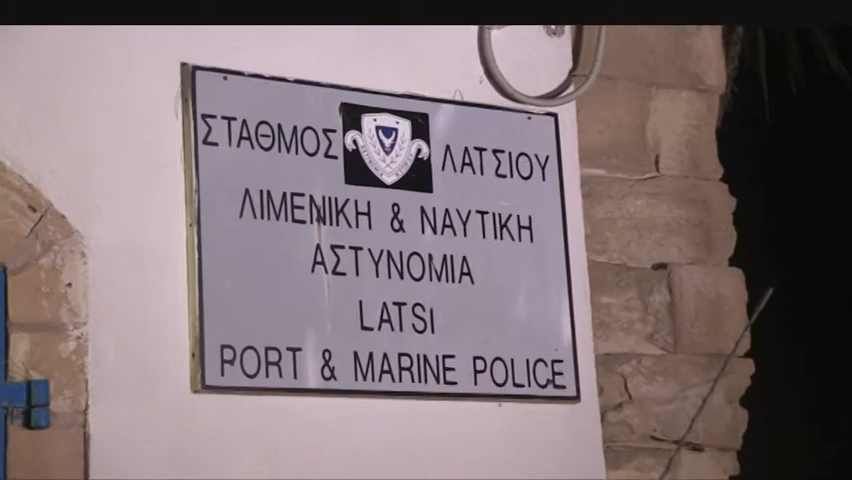 ΣΤΑΘΜΟΣ ΛΑΤΣΙΟΥ
ΛΙΜΕΝΙΚΗ & ΝΑΥΤΙΚΗ
ΑΣΤΥΝΟΜΙΑ
LATSI
PORT & MARINE POLICE